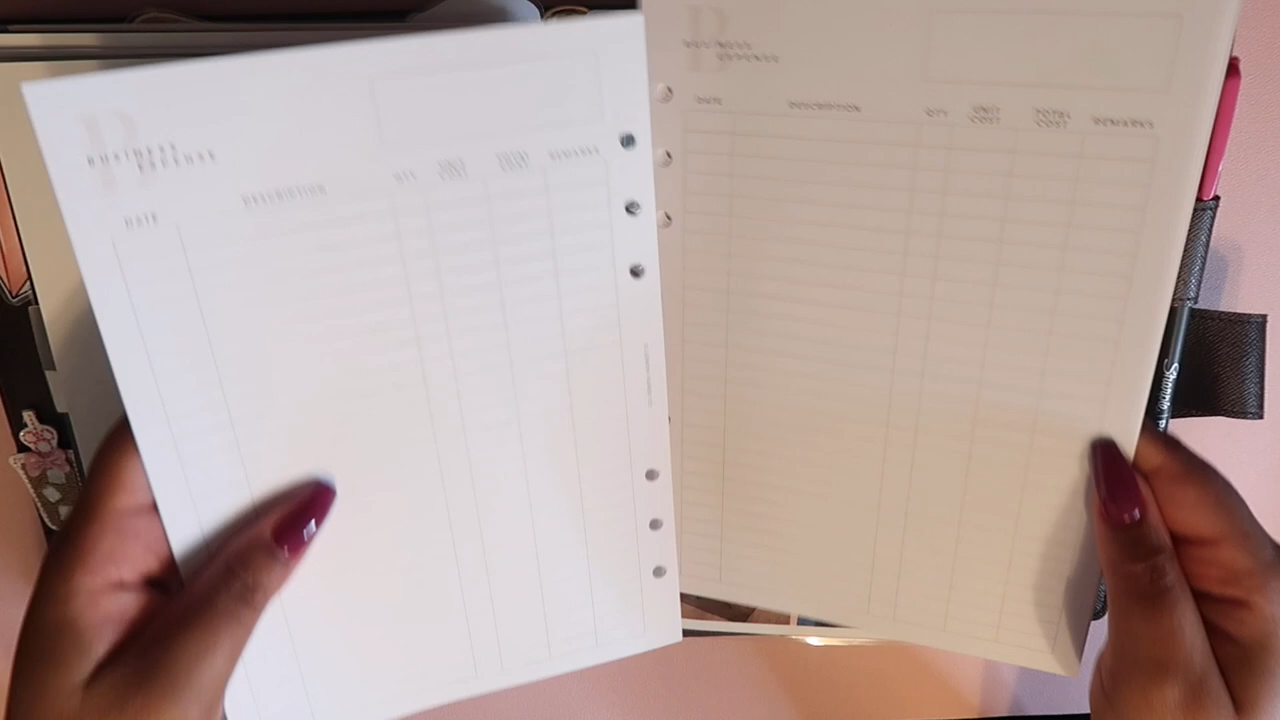 B
BUSINESS
EXPENSE
DATE
DESCRIPTION
QTY
UNIT
COST
TOTAL
COST
REMARKS
B
BUSINESS
EXPENSE
DATE
DESCRIPTION
QTY
UNIT
COST
TOTAL
COST
REMARKS
Sharpie